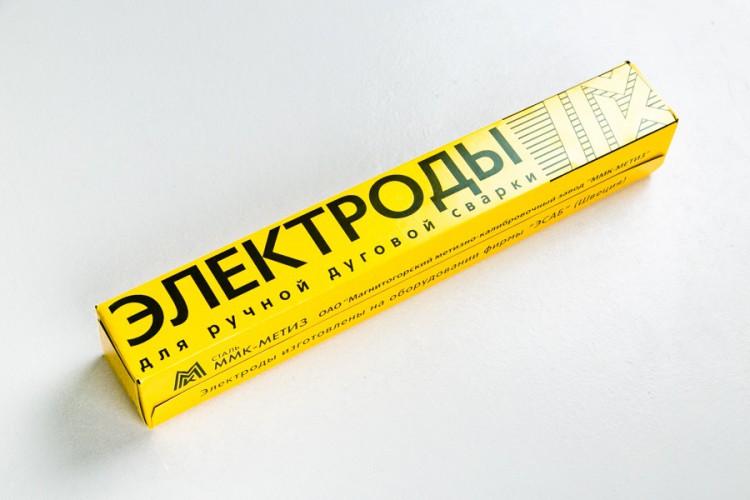 ЭЛЕКТРОДЫ
для ручной дуговой сварки
СТАЛЬ
ММК-МЕТИЗ ОАО "Магнитогорский метизно-калибровочный завод "ММК-МЕТИЗ"
Электроды изготовлены на оборудовании фирмы "ЭСАБ" (Швеция)